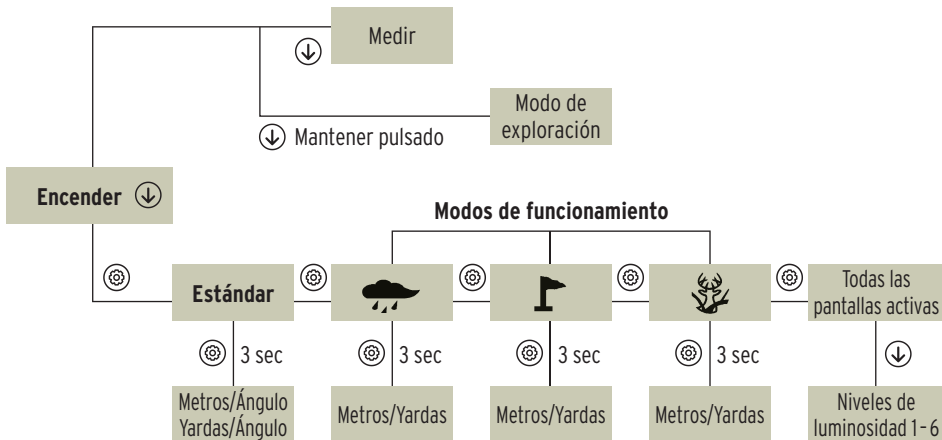 Medir
Modo de
exploración
Mantener pulsado
Encender
Modos de funcionamiento
Estándar
Todas las
pantallas activas
3 sec
3 sec
3 sec
3 sec
Metros/Ángulo
Yardas/Ángulo
Metros/Yardas
Metros/Yardas
Metros/Yardas
Niveles de
luminosidad 1-6